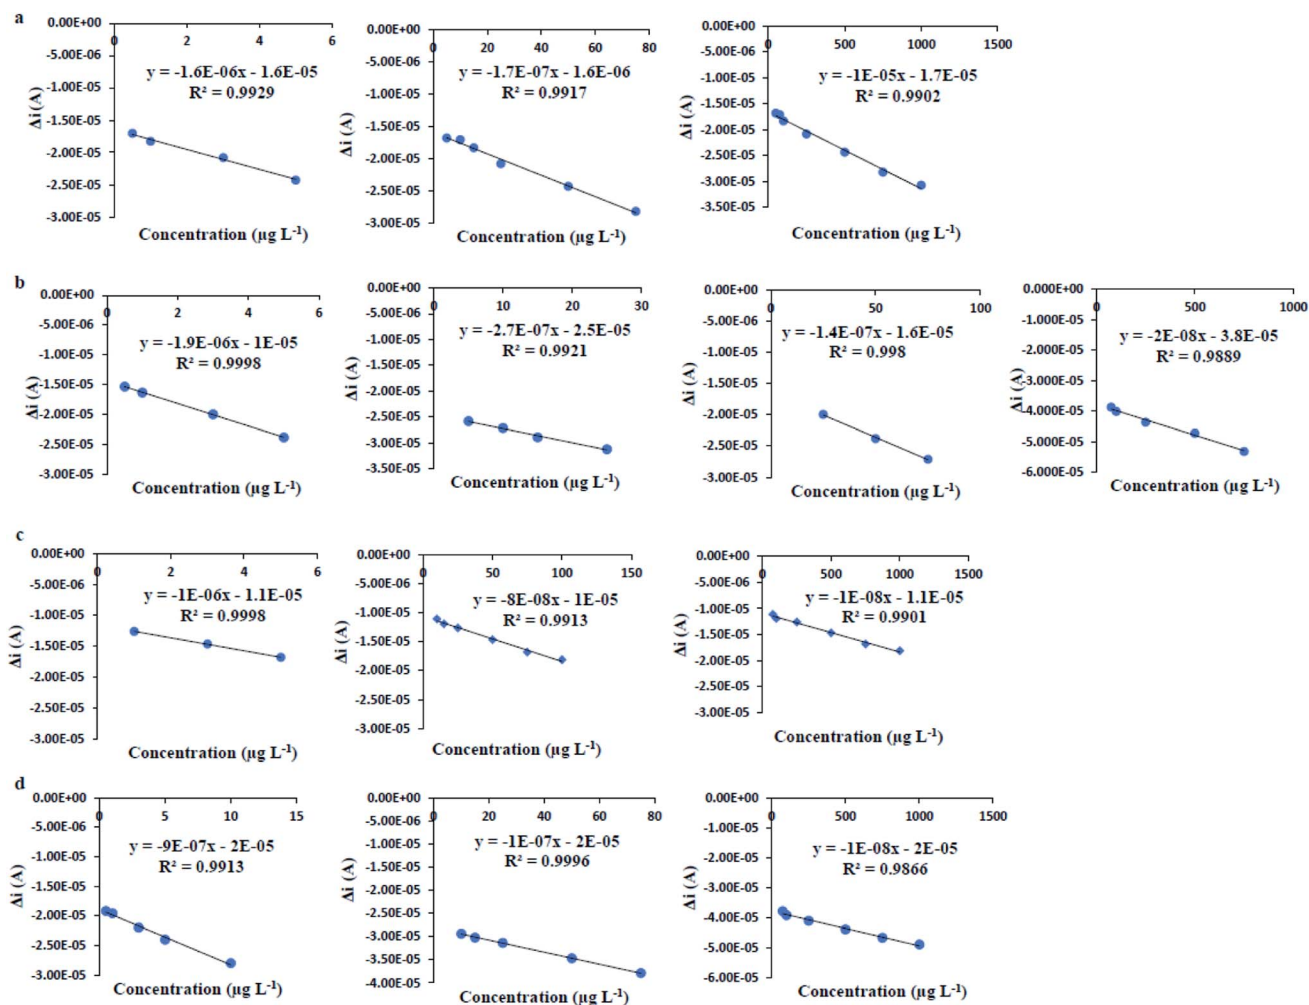 a
0.00E+00
-5.00E-06
-1.00E-05
-1.50E-05
-2.00E-05
-2.50E-05
-3.00E-05
0 2 4 6
y = -1.6E-06x - 1.6E-05
R² = 0.9929
Δi (A)
Concentration (µg L⁻¹)
0.00E+00
-5.00E-06
-1.00E-05
-1.50E-05
-2.00E-05
-2.50E-05
-3.00E-05
0 20 40 60 80
y = -1.7E-07x - 1.6E-06
R² = 0.9917
Δi (A)
Concentration (µg L⁻¹)
0.00E+00
-5.00E-06
-1.00E-05
-1.50E-05
-2.00E-05
-2.50E-05
-3.00E-05
-3.50E-05
0 500 1000 1500
y = -1E-05x - 1.7E-05
R² = 0.9902
Δi (A)
Concentration (µg L⁻¹)
b
0.00E+00
-5.00E-06
-1.00E-05
-1.50E-05
-2.00E-05
-2.50E-05
-3.00E-05
0 2 4 6
y = -1.9E-06x - 1E-05
R² = 0.9998
Δi (A)
Concentration (µg L⁻¹)
0.00E+00
-5.00E-06
-1.00E-05
-1.50E-05
-2.00E-05
-2.50E-05
-3.00E-05
-3.50E-05
0 10 20 30
y = -2.7E-07x - 2.5E-05
R² = 0.9921
Δi (A)
Concentration (µg L⁻¹)
0.00E+00
-5.00E-06
-1.00E-05
-1.50E-05
-2.00E-05
-2.50E-05
-3.00E-05
0 50 100
y = -1.4E-07x - 1.6E-05
R² = 0.998
Δi (A)
Concentration (µg L⁻¹)
0.000E+00
-1.000E-05
-2.000E-05
-3.000E-05
-4.000E-05
-5.000E-05
-6.000E-05
0 500 1000
y = -2E-08x - 3.8E-05
R² = 0.9889
Δi (A)
Concentration (µg L⁻¹)
c
0.00E+00
-5.00E-06
-1.00E-05
-1.50E-05
-2.00E-05
-2.50E-05
-3.00E-05
0 2 4 6
y = -1E-06x - 1.1E-05
R² = 0.9998
Δi (A)
Concentration (µg L⁻¹)
0.00E+00
-5.00E-06
-1.00E-05
-1.50E-05
-2.00E-05
-2.50E-05
-3.00E-05
0 50 100 150
y = -8E-08x - 1E-05
R² = 0.9913
Δi (A)
Concentration (µg L⁻¹)
0.00E+00
-5.00E-06
-1.00E-05
-1.50E-05
-2.00E-05
-2.50E-05
-3.00E-05
0 500 1000 1500
y = -1E-08x - 1.1E-05
R² = 0.9901
Δi (A)
Concentration (µg L⁻¹)
d
0.00E+00
-5.00E-06
-1.00E-05
-1.50E-05
-2.00E-05
-2.50E-05
-3.00E-05
0 5 10 15
y = -9E-07x - 2E-05
R² = 0.9913
Δi (A)
Concentration (µg L⁻¹)
0.00E+00
-5.00E-06
-1.00E-05
-1.50E-05
-2.00E-05
-2.50E-05
-3.00E-05
-3.50E-05
-4.00E-05
0 20 40 60 80
y = -1E-07x - 2E-05
R² = 0.9996
Δi (A)
Concentration (µg L⁻¹)
0.00E+00
-1.00E-05
-2.00E-05
-3.00E-05
-4.00E-05
-5.00E-05
-6.00E-05
0 500 1000 1500
y = -1E-08x - 2E-05
R² = 0.9866
Δi (A)
Concentration (µg L⁻¹)